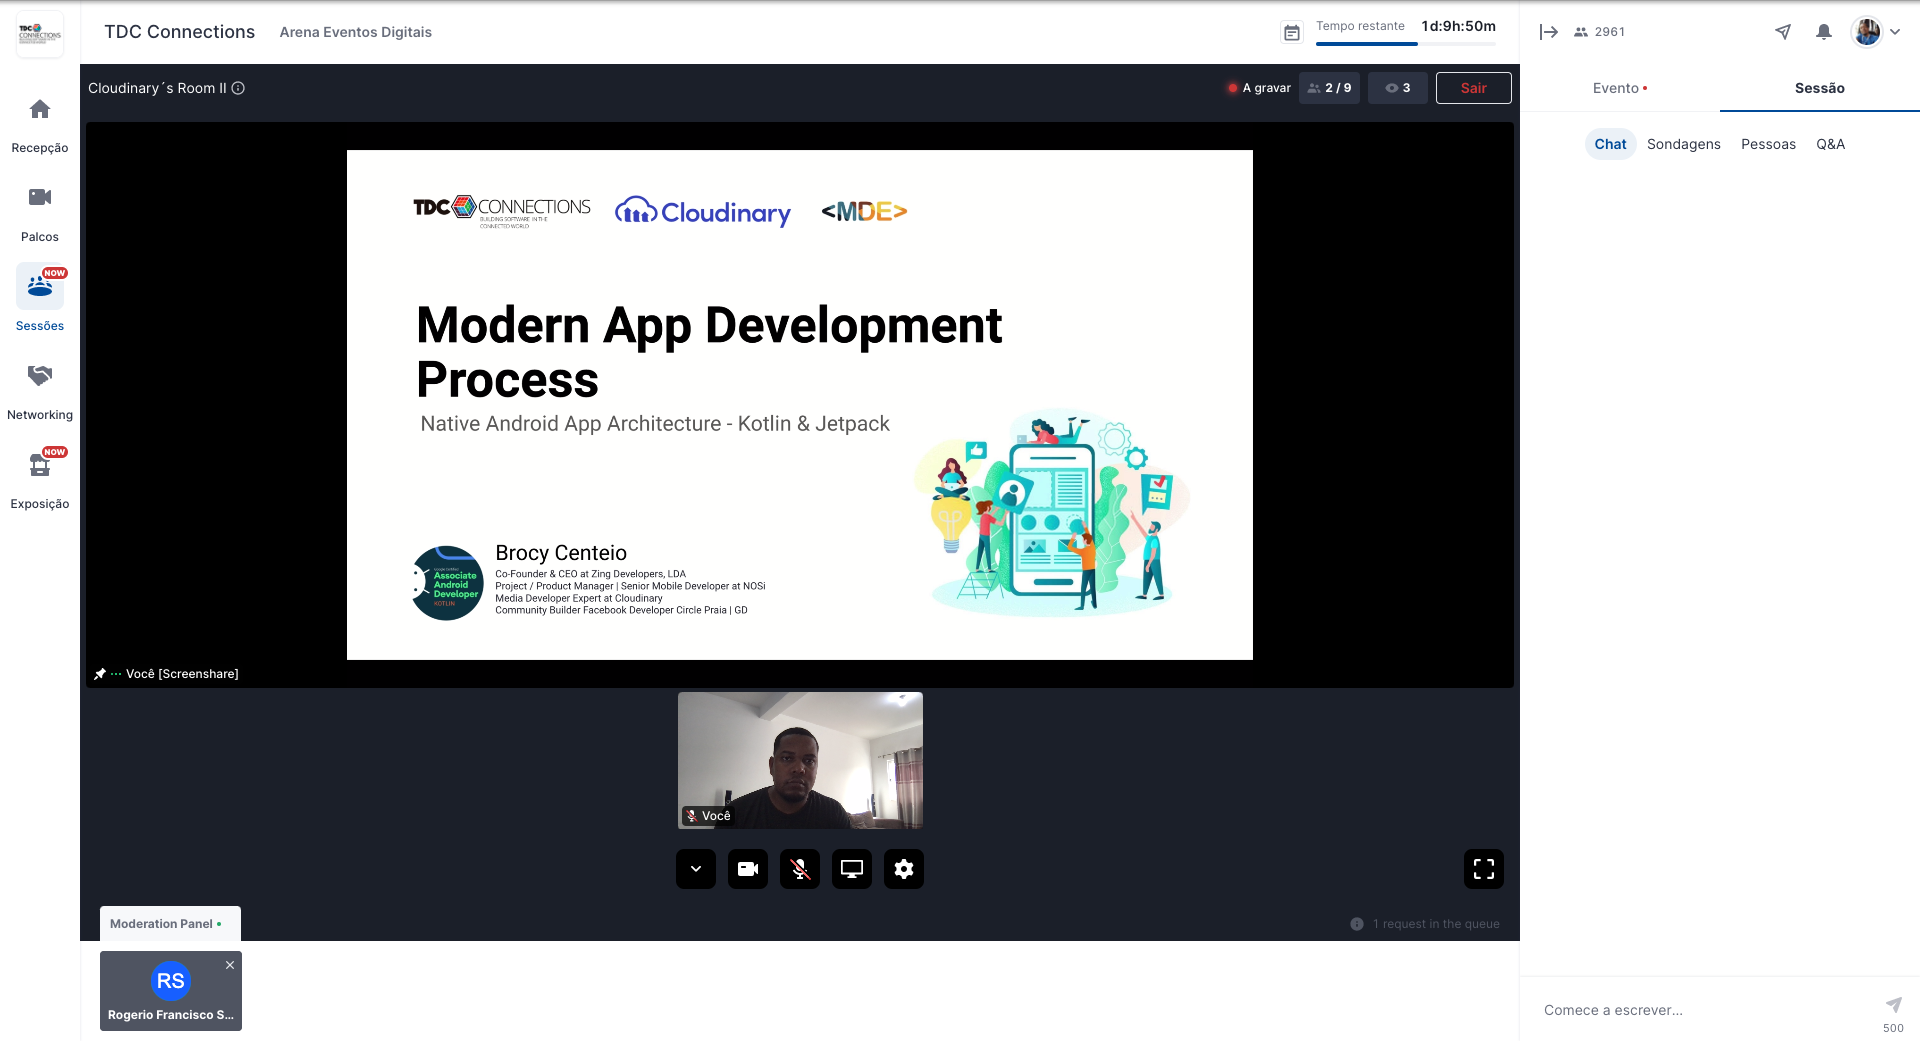 TDC CONNECTIONS
TDC Connections
Arena Eventos Digitais
Tempo restante
1d:9h:50m
2961
Recepção
Palcos
NOW
Sessões
Networking
NOW
Exposição
Cloudinary´s Room II
A gravar
2 / 9
3
Sair
TDC CONNECTIONS
BUILDING SOFTWARE IN THE
CONNECTED WORLD
Cloudinary
<MDE>
Modern App Development
Process
Native Android App Architecture - Kotlin & Jetpack
Google Certified
Associate
Android
Developer
KOTLIN
Brocy Centeio
Co-Founder & CEO at Zing Developers, LDA
Project / Product Manager | Senior Mobile Developer at NOSi
Media Developer Expert at Cloudinary
Community Builder Facebook Developer Circle Praia | GD
Você [Screenshare]
Você
Moderation Panel
1 request in the queue
RS
Rogerio Francisco S...
Evento
Sessão
Chat
Sondagens
Pessoas
Q&A
Comece a escrever...
500